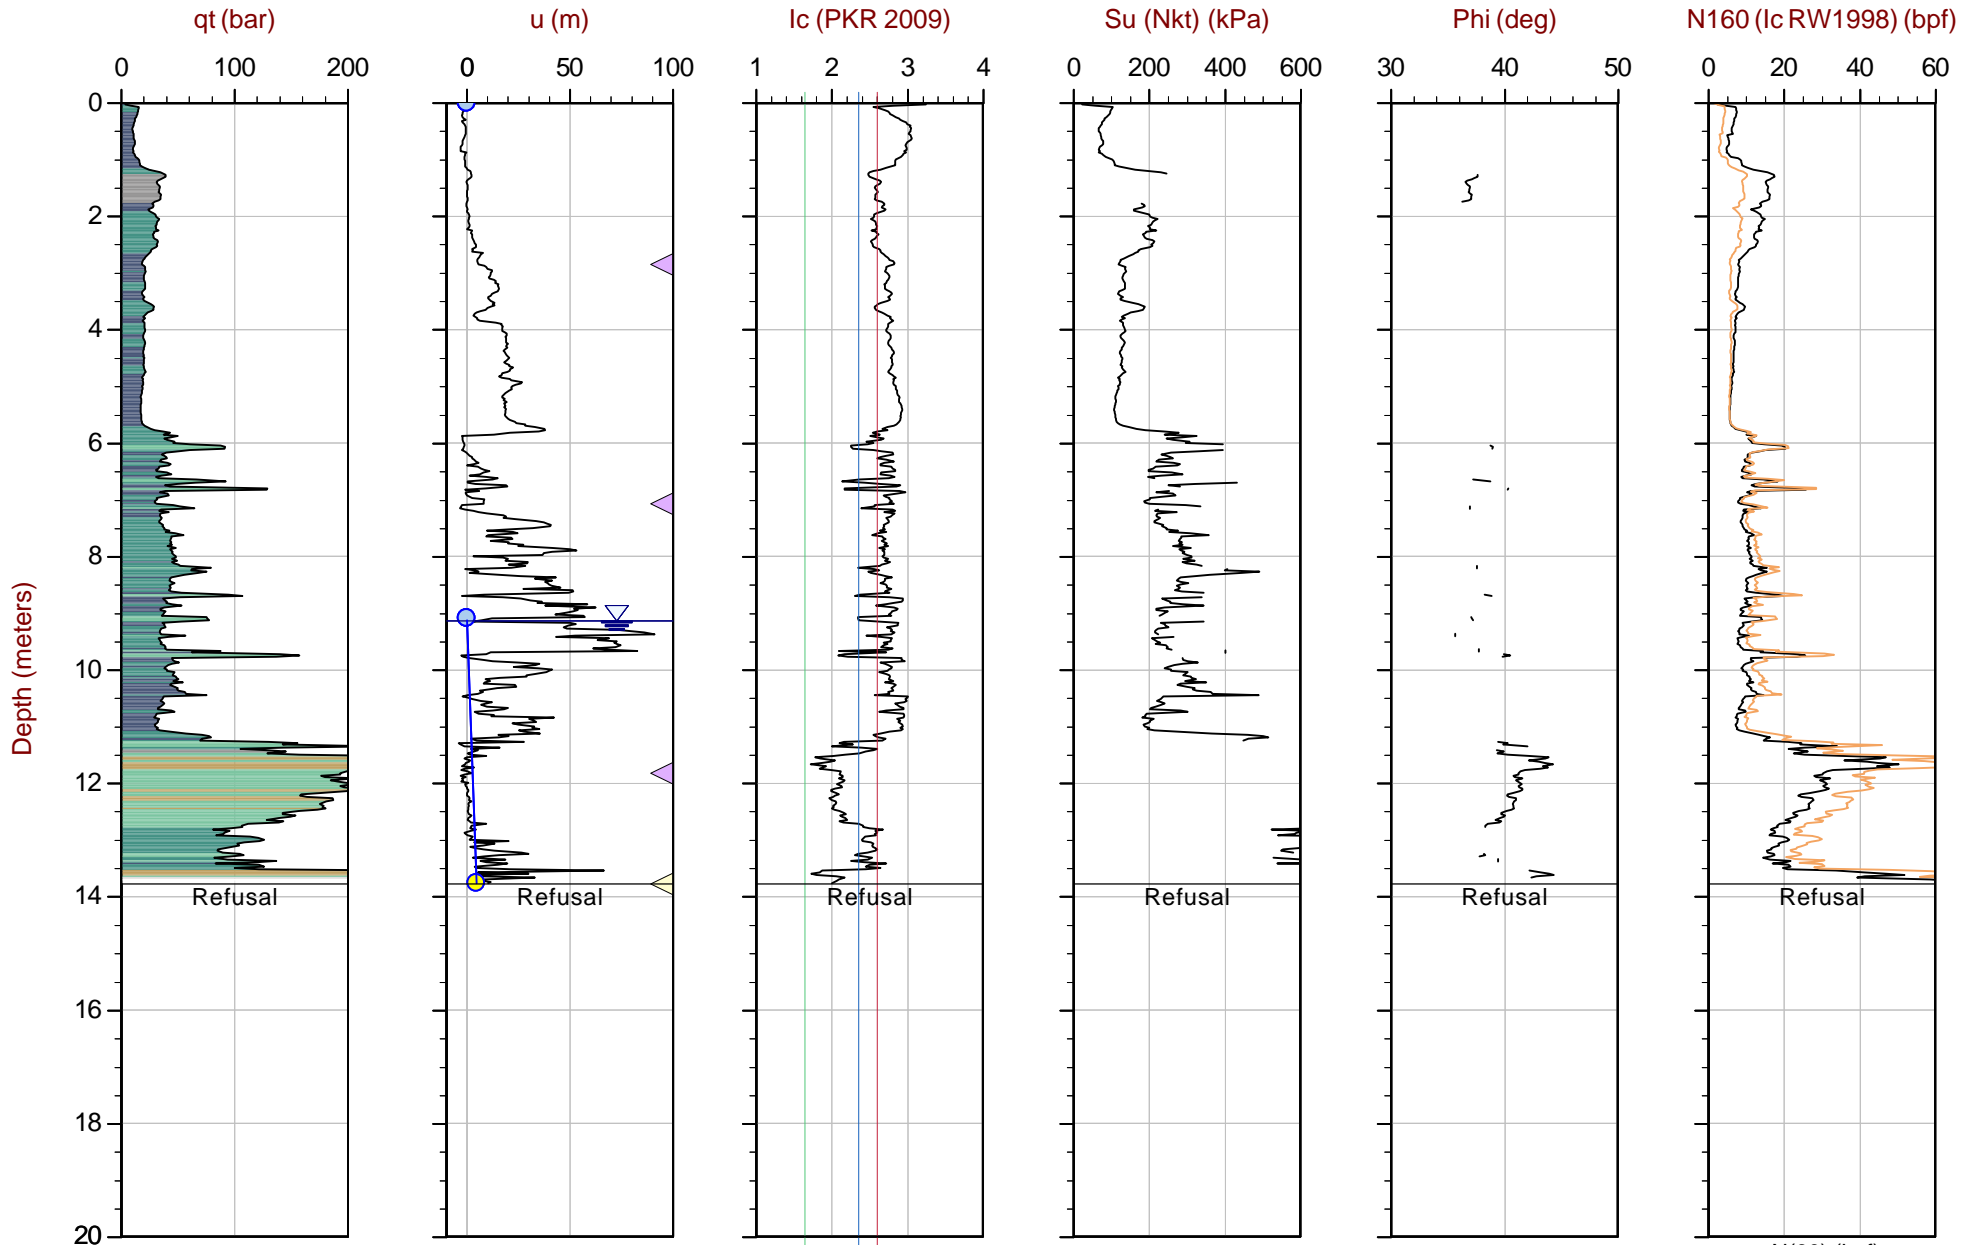 qt (bar) u (m) Ic (PKR 2009) Su (Nkt) (kPa) Phi (deg) N160 (Ic RW1998) (bpf)
0 100 200 0 50 100 1 2 3 4 0 200 400 600 30 40 50 0 20 40 60
0
2
4
6
8
10
12
14
16
18
20
Depth (meters)
Refusal Refusal Refusal Refusal Refusal Refusal